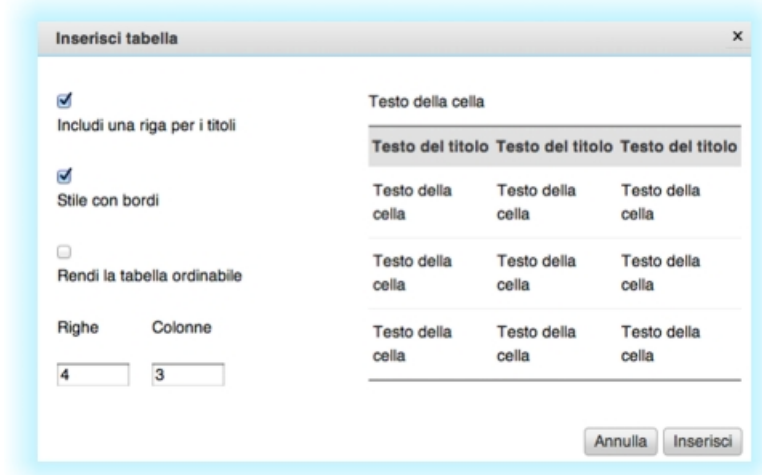 Inserisci tabella x
Includi una riga per i titoli
Stile con bordi
Rendi la tabella ordinabile
Righe Colonne
4 3
Testo della cella
Testo del titolo Testo del titolo Testo del titolo
Testo della Testo della Testo della
cella cella cella
Testo della Testo della Testo della
cella cella cella
Testo della Testo della Testo della
cella cella cella
Annulla Inserisci